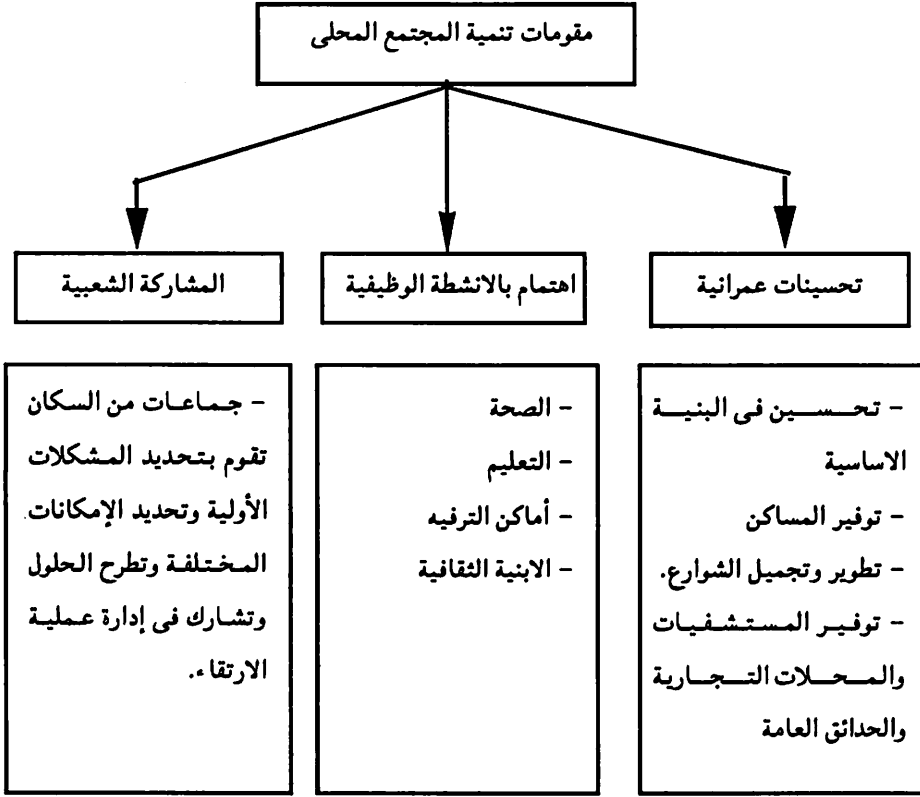 مقومات تنمية المجتمع المحلى
تحسينات عمرانية
اهتمام بالانشطة الوظيفية
المشاركة الشعبية
- تحسين فى البنية
الاساسية
- توفير المساكن
- تطوير وتجميل الشوارع.
- توفير المستشفيات
والمحلات التجارية
والحدائق العامة
- الصحة
- التعليم
- أماكن الترفيه
- الابنية الثقافية
- جماعات من السكان
تقوم بتحديد المشكلات
الأولية وتحديد الإمكانات
المختلفة وتطرح الحلول
وتشارك فى إدارة عملية
الارتقاء.